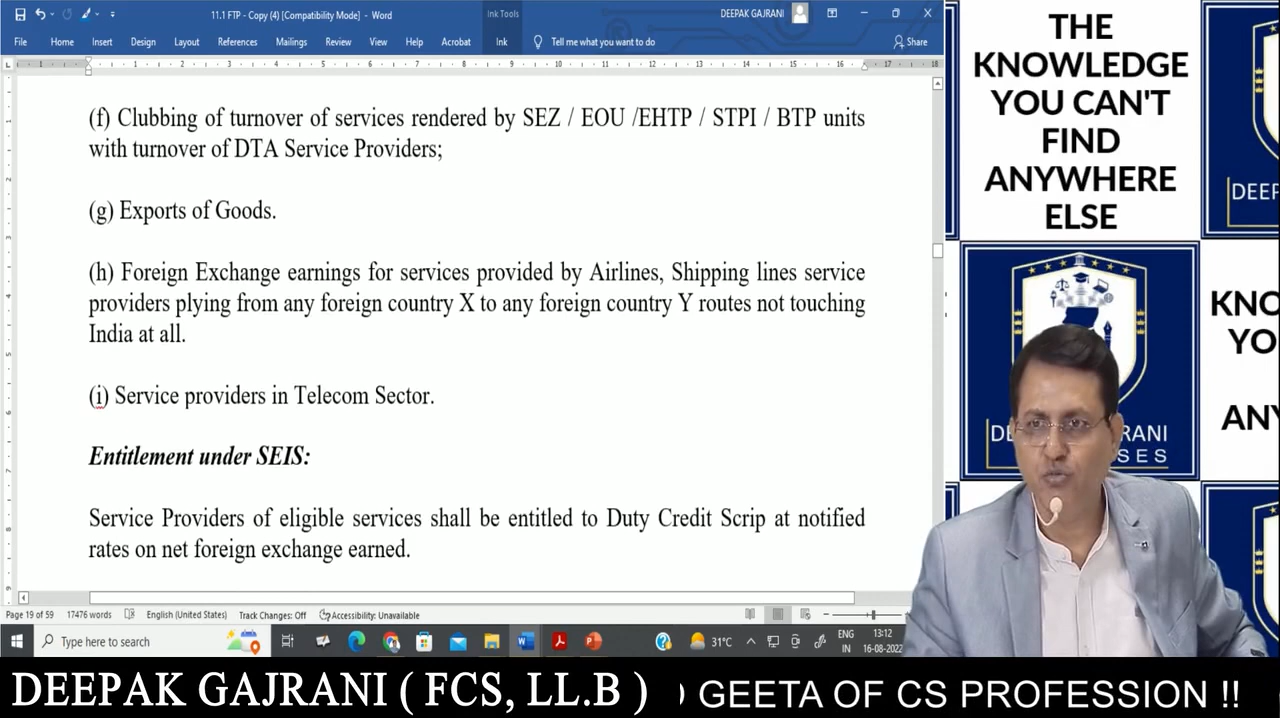 11.1 FTP - Copy (4) [Compatibility Mode] - Word
Ink Tools
DEEPAK GAJRANI
File Home Insert Design Layout References Mailings Review View Help Acrobat Ink Tell me what you want to do Share
(f) Clubbing of turnover of services rendered by SEZ / EOU /EHTP / STPI / BTP units
with turnover of DTA Service Providers;
(g) Exports of Goods.
(h) Foreign Exchange earnings for services provided by Airlines, Shipping lines service
providers plying from any foreign country X to any foreign country Y routes not touching
India at all.
(i) Service providers in Telecom Sector.
Entitlement under SEIS:
Service Providers of eligible services shall be entitled to Duty Credit Scrip at notified
rates on net foreign exchange earned.
Page 19 of 59 17476 words English (United States) Track Changes: Off Accessibility: Unavailable
Type here to search
31°C
ENG
IN
13:12
16-08-2022
THE
KNOWLEDGE
YOU CAN'T
FIND
ANYWHERE
ELSE
DEEP
KNO
YO
ANY
DE RANI
SES
DEEPAK GAJRANI ( FCS, LL.B ) ) GEETA OF CS PROFESSION !!